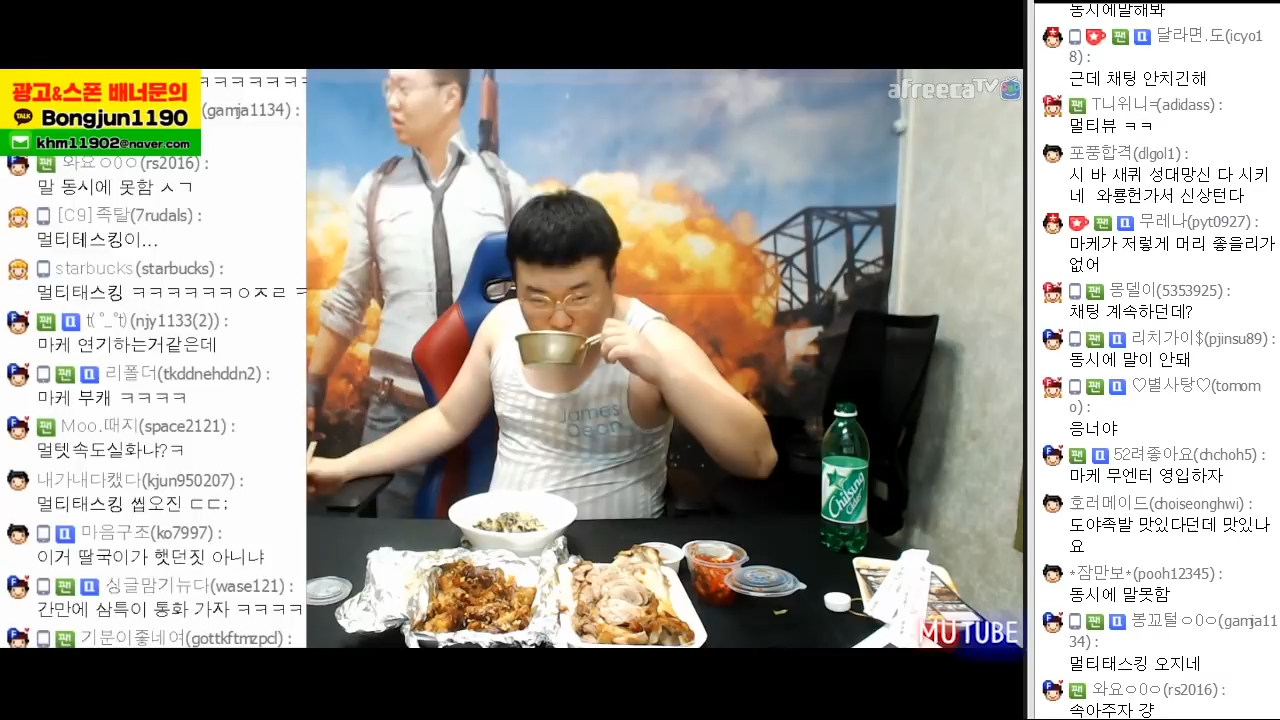 광고&스폰 배너문의
TALK Bongjun1190
khm11902@naver.com
ㅋㅋㅋㅋㅋㅋㅋ
(gamja1134) :
와요ㅇ0ㅇ(rs2016) :
말 동시에 못함 ㅅㄱ
[C9]족탈(7rudals) :
멀티테스킹이...
starbucks(starbucks) :
멀티태스킹 ㅋㅋㅋㅋㅋㅋㅇㅈㄹ ㅋ
t(˚_˚t)(njy1133(2)) :
마케 연기하는거같은데
리폴더(tkddnehddn2) :
마케 부캐 ㅋㅋㅋㅋ
Moo.때지(space2121) :
멀텟속도실화냐?ㅋ
내가내다캤다(kjun950207) :
멀티태스킹 씹오진 ㄷㄷ;
마음구조(ko7997) :
이거 딸국이가 햇던짓 아니냐
싱글맘기뉴다(wase121) :
간만에 삼특이 통화 가자 ㅋㅋㅋㅋ
기분이좋네여(gottkftmzpcl) :
afreecaTV
James
Dean
Chilsung
Cider
MUTUBE
동시에말해봐
달라면.도(icyo1
8) :
근데 채팅 안치긴해
T니위니=(adidass) :
멀티뷰 ㅋㅋ
포풍합격(dlgol1) :
시 바 새퀴 성대망신 다 시키
네 와룡헌가서 신상턴다
무레나(pyt0927) :
마케가 저렇게 머리 좋을리가
없어
몽델이(5353925) :
채팅 게속하던데?
리치가이$(pjinsu89) :
동시에 말이 안돼
♡별사탕♡(tomom
o) :
응너야
52려좋아요(chchoh5) :
마케 무엔터 영입하자
호러메이드(choiseonghwi) :
도야족발 맛있다던데 맛있나
요
*잠만보*(pooh12345) :
동시에 말못함
봉꼬털ㅇ0ㅇ(gamja11
34) :
멀티태스킹 오지네
와요ㅇ0ㅇ(rs2016) :
속아주자 걍